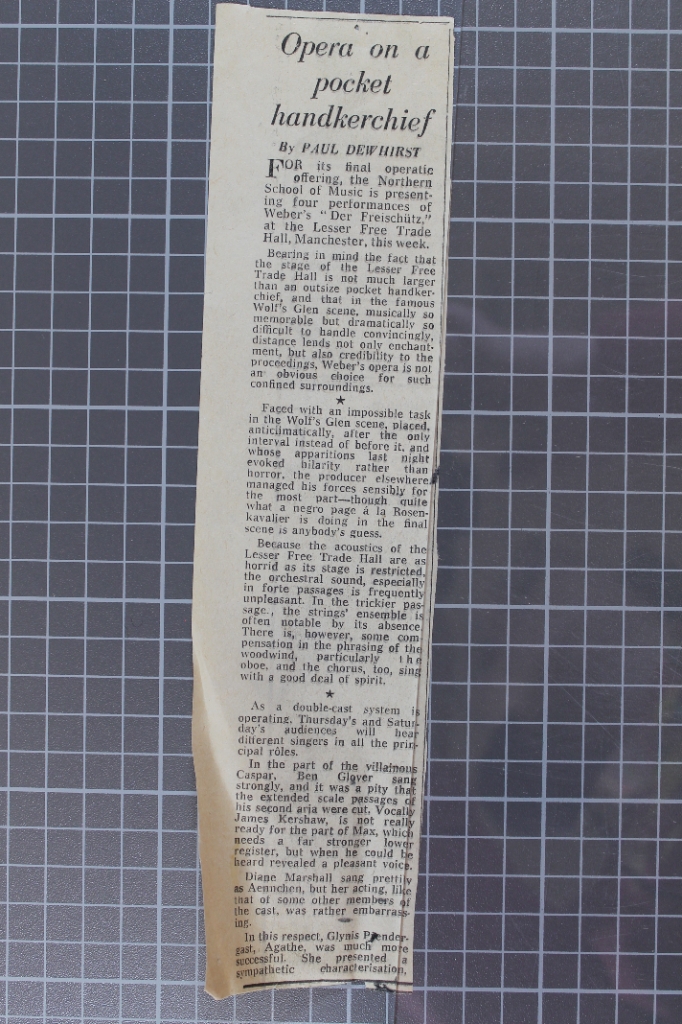 Opera on a
pocket
handkerchief
By PAUL DEWHIRST
FOR its final operatic
offering, the Northern
School of Music is present-
ing four performances of
Weber's " Der Freischütz,"
at the Lesser Free Trade
Hall, Manchester, this week.
Bearing in mind the fact that
the stage of the Lesser Free
Trade Hall is not much larger
than an outsize pocket handker-
chief, and that in the famous
Wolf's Glen scene, musically so
memorable but dramatically so
difficult to handle convincingly,
distance lends not only enchant-
ment, but also credibility to the
proceedings, Weber's opera is not
an obvious choice for such
confined surroundings.
★
Faced with an impossible task
in the Wolf's Glen scene, placed,
anticlimatically, after the only
interval instead of before it, and
whose apparitions last night
evoked hilarity rather than
horror, the producer elsewhere
managed his forces sensibly for
the most part—though quite
what a negro page à la Rosen-
kavalier is doing in the final
scene is anybody's guess.
Because the acoustics of the
Lesser Free Trade Hall are as
horrid as its stage is restricted,
the orchestral sound, especially
in forte passages is frequently
unpleasant. In the trickier pas-
sage, the strings' ensemble is
often notable by its absence.
There is, however, some com-
pensation in the phrasing of the
woodwind, particularly the
oboe, and the chorus, too, sing
with a good deal of spirit.
★
As a double-cast system is
operating, Thursday's and Satur-
day's audiences will hear
different singers in all the prin-
cipal rôles.
In the part of the villainous
Caspar, Ben Glover sang
strongly, and it was a pity that
the extended scale passages of
his second aria were cut. Vocally
James Kershaw, is not really
ready for the part of Max, which
needs a far stronger lower
register, but when he could be
heard revealed a pleasant voice.
Diane Marshall sang prettily
as Aennchen, but her acting, like
that of some other members of
the cast, was rather embarrass-
ing.
In this respect, Glynis Prender-
gast, Agathe, was much more
successful. She presented a
sympathetic characterisation,